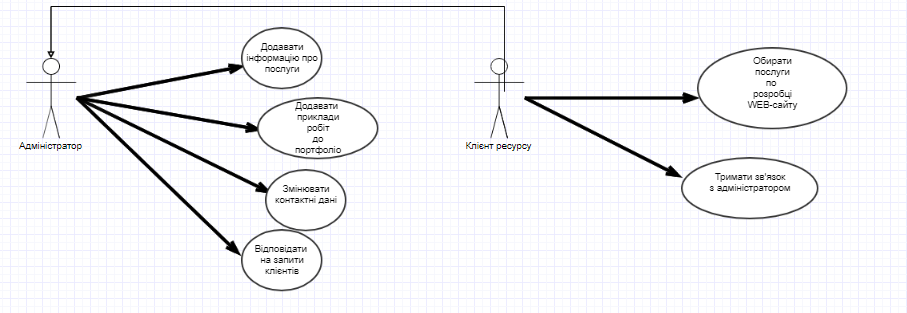 Додавати
інформацію про
послуги
Додавати
приклади
робіт
до
портфоліо
Змінювати
контактні дані
Відповідати
на запити
клієнтів
Адміністратор
Обирати
послуги
по
розробці
WEB-сайту
Тримати зв'язок
з адміністратором
Клієнт ресурсу